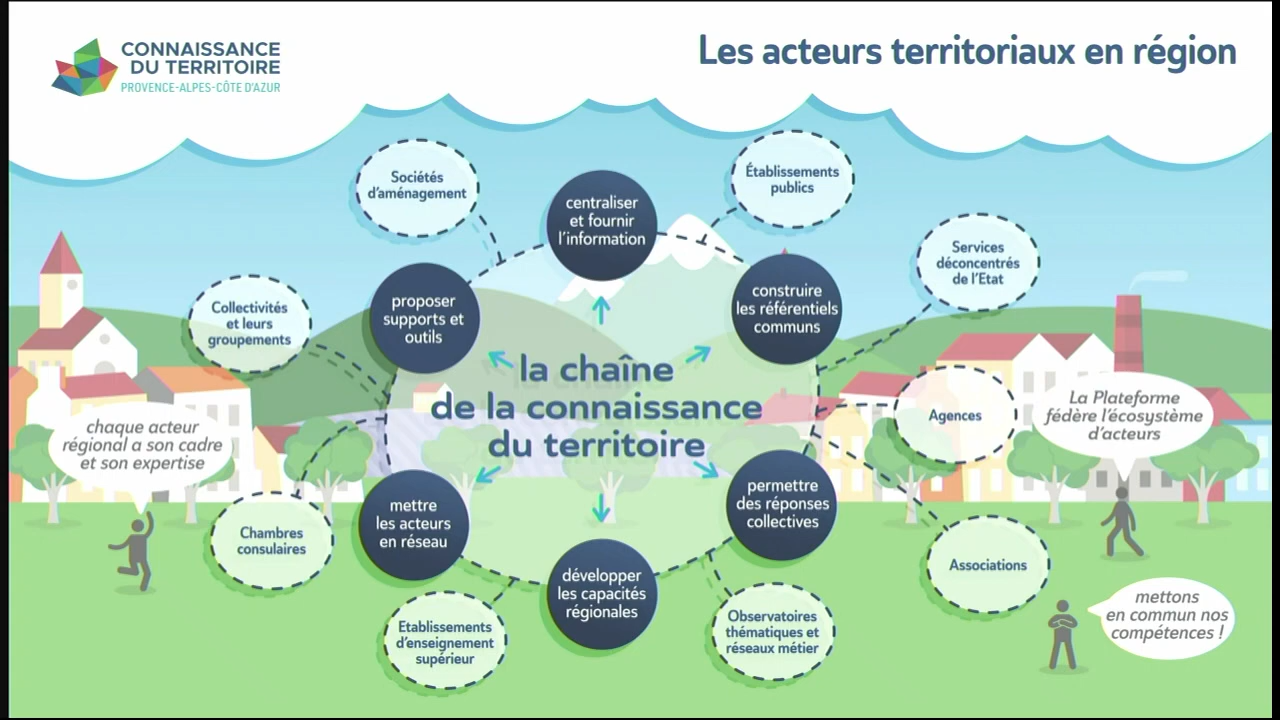 CONNAISSANCE
DU TERRITOIRE
PROVENCE-ALPES-CÔTE D'AZUR
Les acteurs territoriaux en région
Sociétés
d'aménagement
centraliser
et fournir
l'information
Établissements
publics
Services
déconcentrés
de l'Etat
Collectivités
et leurs
groupements
proposer
supports et
outils
construire
les référentiels
communs
la chaîne
de la connaissance
du territoire
Agences
La Plateforme
fédère l'écosystème
d'acteurs
chaque acteur
régional a son cadre
et son expertise
mettre
les acteurs
en réseau
permettre
des réponses
collectives
Chambres
consulaires
Associations
développer
les capacités
régionales
Etablissements
d'enseignement
supérieur
Observatoires
thématiques et
réseaux métier
mettons
en commun nos
compétences !